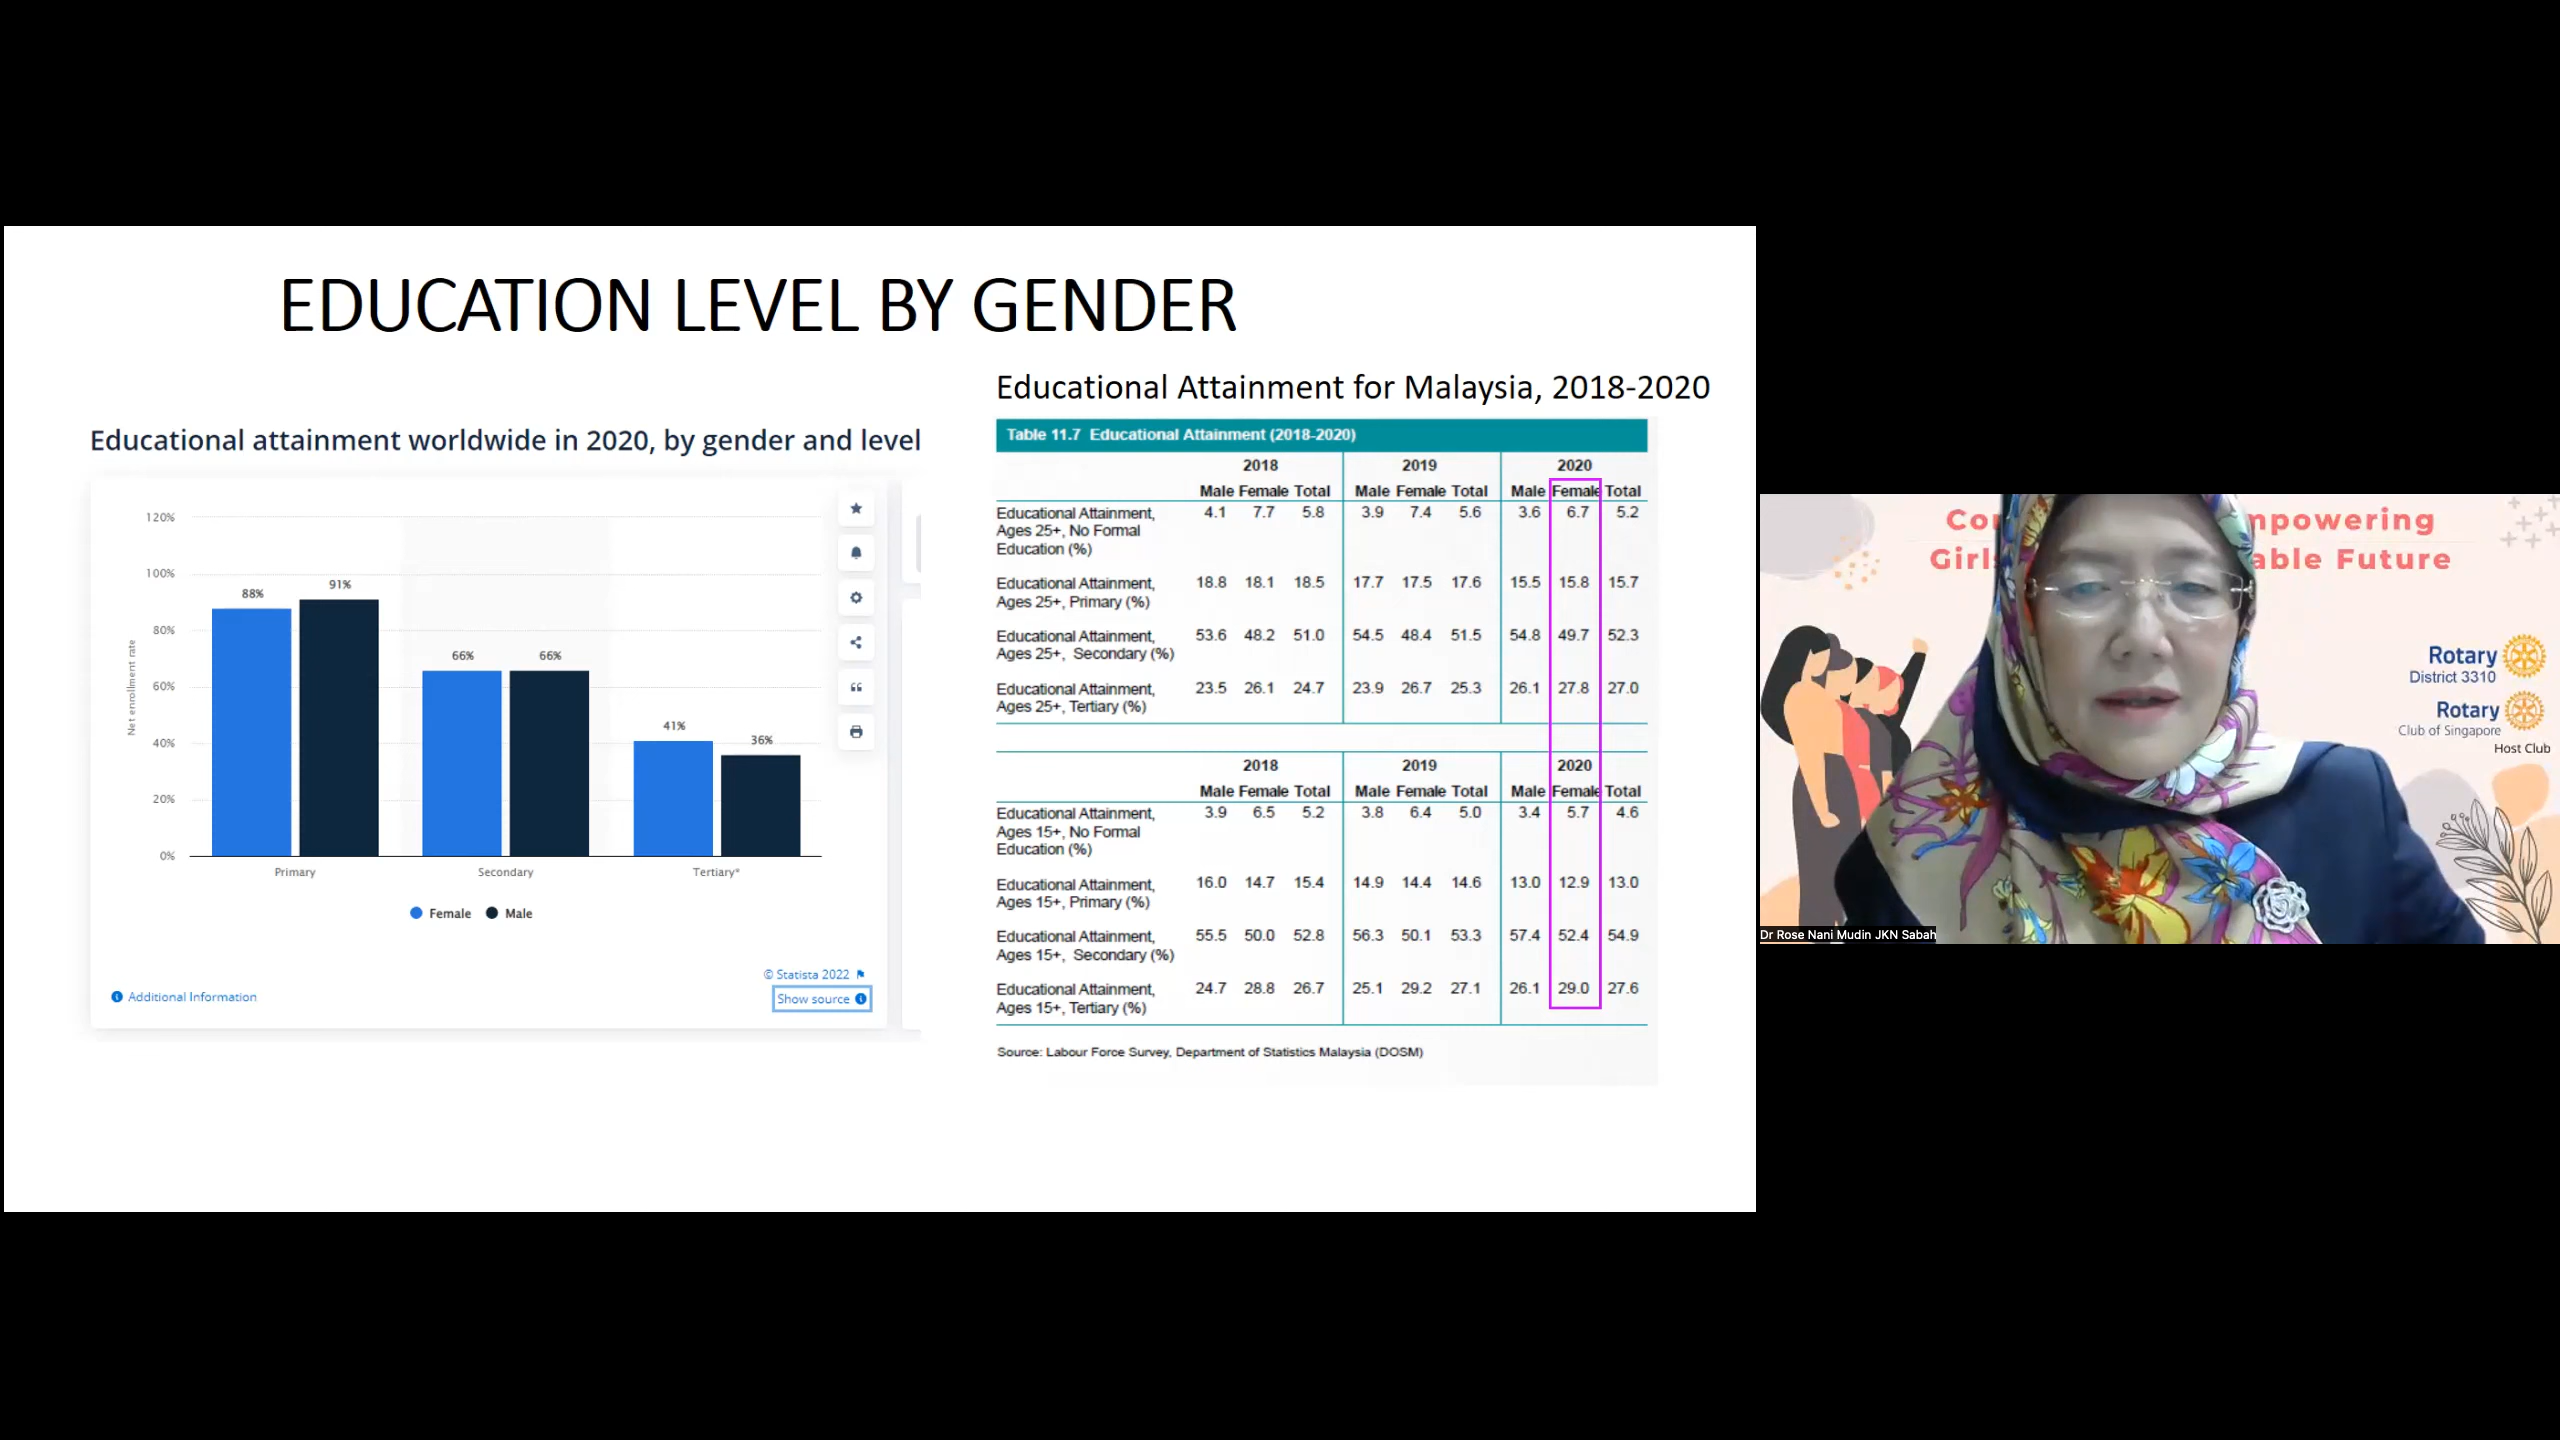 EDUCATION LEVEL BY GENDER
Educational attainment worldwide in 2020, by gender and level
120%
100%
80%
60%
40%
20%
0%
Net enrollment rate
88%
91%
66%
66%
41%
36%
Primary
Secondary
Tertiary*
Female
Male
© Statista 2022
Additional Information
Show source
Educational Attainment for Malaysia, 2018-2020
Table 11.7 Educational Attainment (2018-2020)
2018 2019 2020
Male Female Total Male Female Total Male Female Total
Educational Attainment, 4.1 7.7 5.8 3.9 7.4 5.6 3.6 6.7 5.2
Ages 25+, No Formal
Education (%)
Educational Attainment, 18.8 18.1 18.5 17.7 17.5 17.6 15.5 15.8 15.7
Ages 25+, Primary (%)
Educational Attainment, 53.6 48.2 51.0 54.5 48.4 51.5 54.8 49.7 52.3
Ages 25+, Secondary (%)
Educational Attainment, 23.5 26.1 24.7 23.9 26.7 25.3 26.1 27.8 27.0
Ages 25+, Tertiary (%)
2018 2019 2020
Male Female Total Male Female Total Male Female Total
Educational Attainment, 3.9 6.5 5.2 3.8 6.4 5.0 3.4 5.7 4.6
Ages 15+, No Formal
Education (%)
Educational Attainment, 16.0 14.7 15.4 14.9 14.4 14.6 13.0 12.9 13.0
Ages 15+, Primary (%)
Educational Attainment, 55.5 50.0 52.8 56.3 50.1 53.3 57.4 52.4 54.9
Ages 15+, Secondary (%)
Educational Attainment, 24.7 28.8 26.7 25.1 29.2 27.1 26.1 29.0 27.6
Ages 15+, Tertiary (%)
Source: Labour Force Survey, Department of Statistics Malaysia (DOSM)
Future
Rotary
District 3310
Rotary
Club of Singapore
Host Club
Dr Rose Nani Mudin JKN Sabah